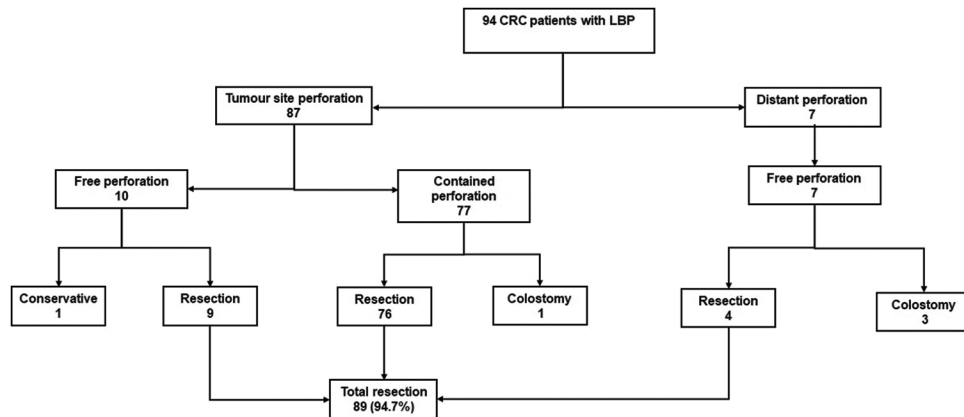 94 CRC patients with LBP
Tumour site perforation
87
Distant perforation
7
Free perforation
10
Contained
perforation
77
Free perforation
7
Conservative
1
Resection
9
Resection
76
Colostomy
1
Resection
4
Colostomy
3
Total resection
89 (94.7%)